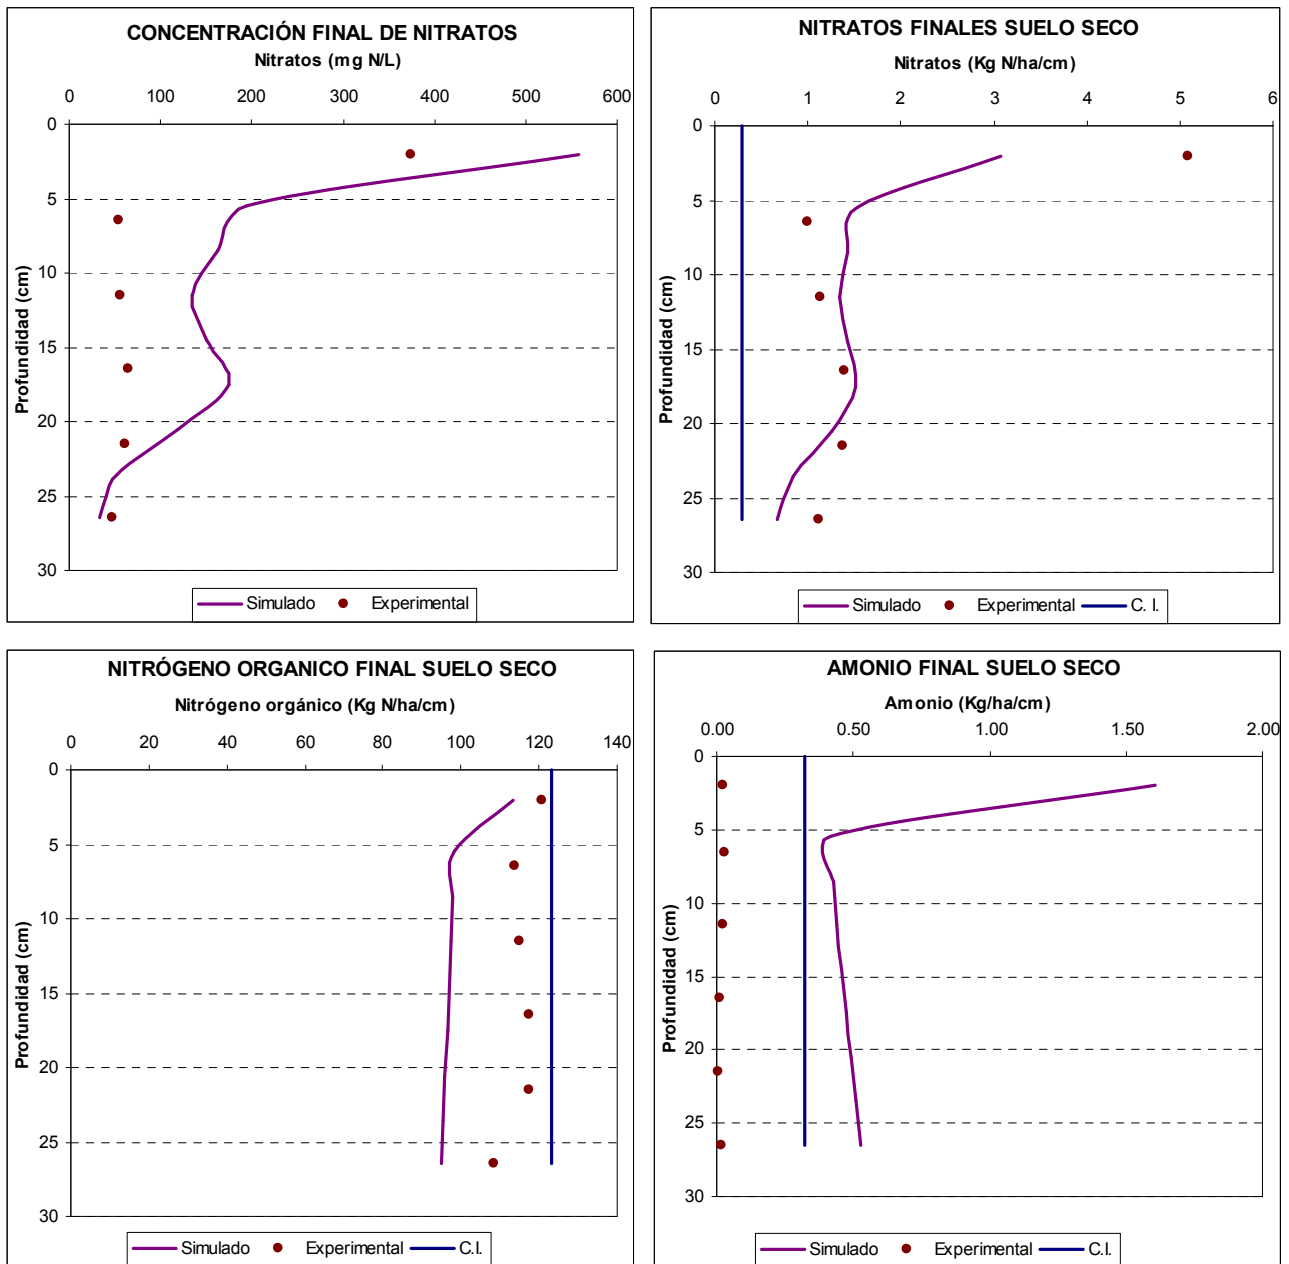 CONCENTRACIÓN FINAL DE NITRATOS
Nitratos (mg N/L)
0 100 200 300 400 500 600
0
5
10
15
20
25
30
Profundidad (cm)
Simulado Experimental
NITRATOS FINALES SUELO SECO
Nitratos (Kg N/ha/cm)
0 1 2 3 4 5 6
0
5
10
15
20
25
30
Profundidad (cm)
Simulado Experimental C. I.
NITRÓGENO ORGANICO FINAL SUELO SECO
Nitrógeno orgánico (Kg N/ha/cm)
0 20 40 60 80 100 120 140
0
5
10
15
20
25
30
Profundidad (cm)
Simulado Experimental C.I.
AMONIO FINAL SUELO SECO
Amonio (Kg/ha/cm)
0.00 0.50 1.00 1.50 2.00
0
5
10
15
20
25
30
Profundidad (cm)
Simulado Experimental C.I.